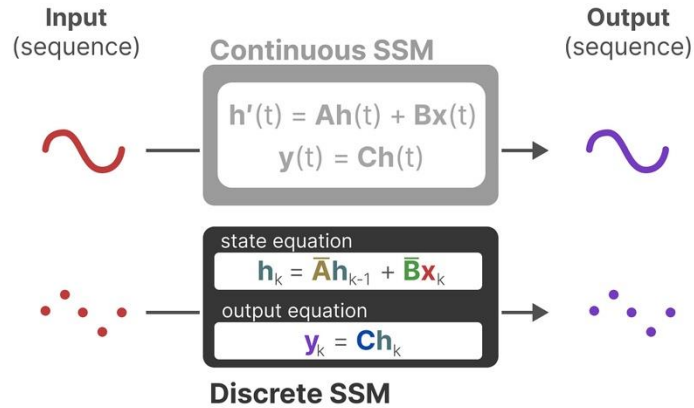 Input
(sequence)
Output
(sequence)
Continuous SSM
h′(t) = Ah(t) + Bx(t)
y(t) = Ch(t)
state equation
hₖ = A̅hₖ₋₁ + B̅xₖ
output equation
yₖ = Chₖ
Discrete SSM